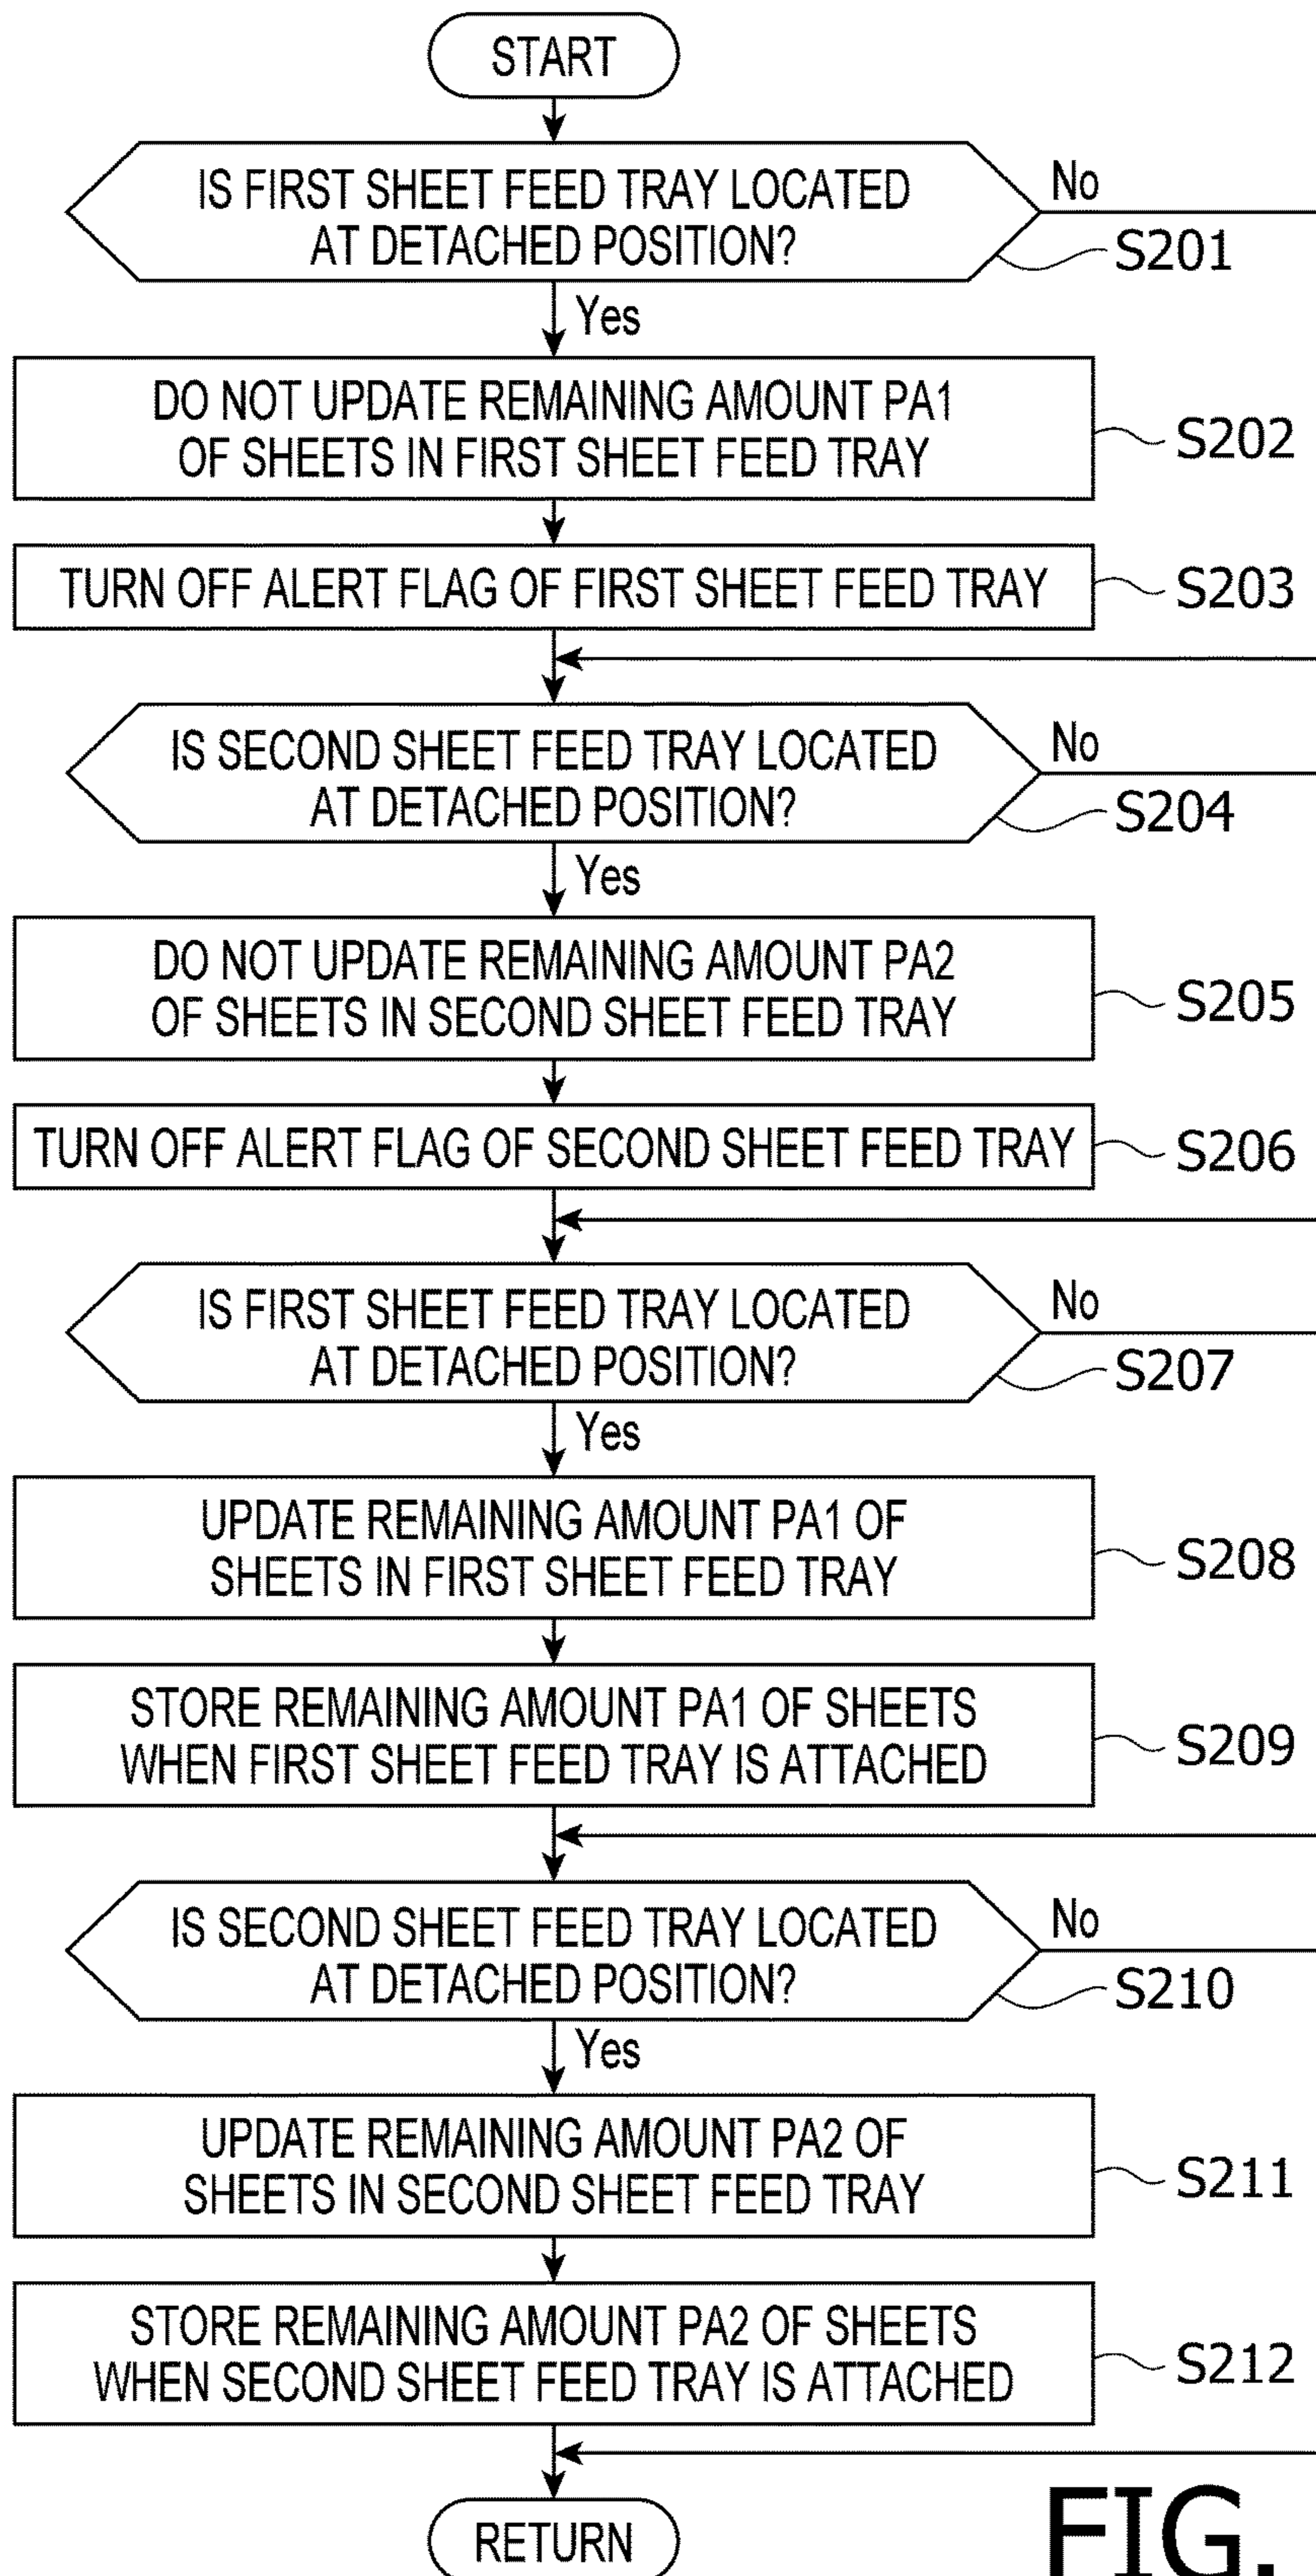 START
IS FIRST SHEET FEED TRAY LOCATED
AT DETACHED POSITION?
No
S201
Yes
DO NOT UPDATE REMAINING AMOUNT PA1
OF SHEETS IN FIRST SHEET FEED TRAY
S202
TURN OFF ALERT FLAG OF FIRST SHEET FEED TRAY
S203
IS SECOND SHEET FEED TRAY LOCATED
AT DETACHED POSITION?
No
S204
Yes
DO NOT UPDATE REMAINING AMOUNT PA2
OF SHEETS IN SECOND SHEET FEED TRAY
S205
TURN OFF ALERT FLAG OF SECOND SHEET FEED TRAY
S206
IS FIRST SHEET FEED TRAY LOCATED
AT DETACHED POSITION?
No
S207
Yes
UPDATE REMAINING AMOUNT PA1 OF
SHEETS IN FIRST SHEET FEED TRAY
S208
STORE REMAINING AMOUNT PA1 OF SHEETS
WHEN FIRST SHEET FEED TRAY IS ATTACHED
S209
IS SECOND SHEET FEED TRAY LOCATED
AT DETACHED POSITION?
No
S210
Yes
UPDATE REMAINING AMOUNT PA2 OF
SHEETS IN SECOND SHEET FEED TRAY
S211
STORE REMAINING AMOUNT PA2 OF SHEETS
WHEN SECOND SHEET FEED TRAY IS ATTACHED
S212
RETURN
FIG.